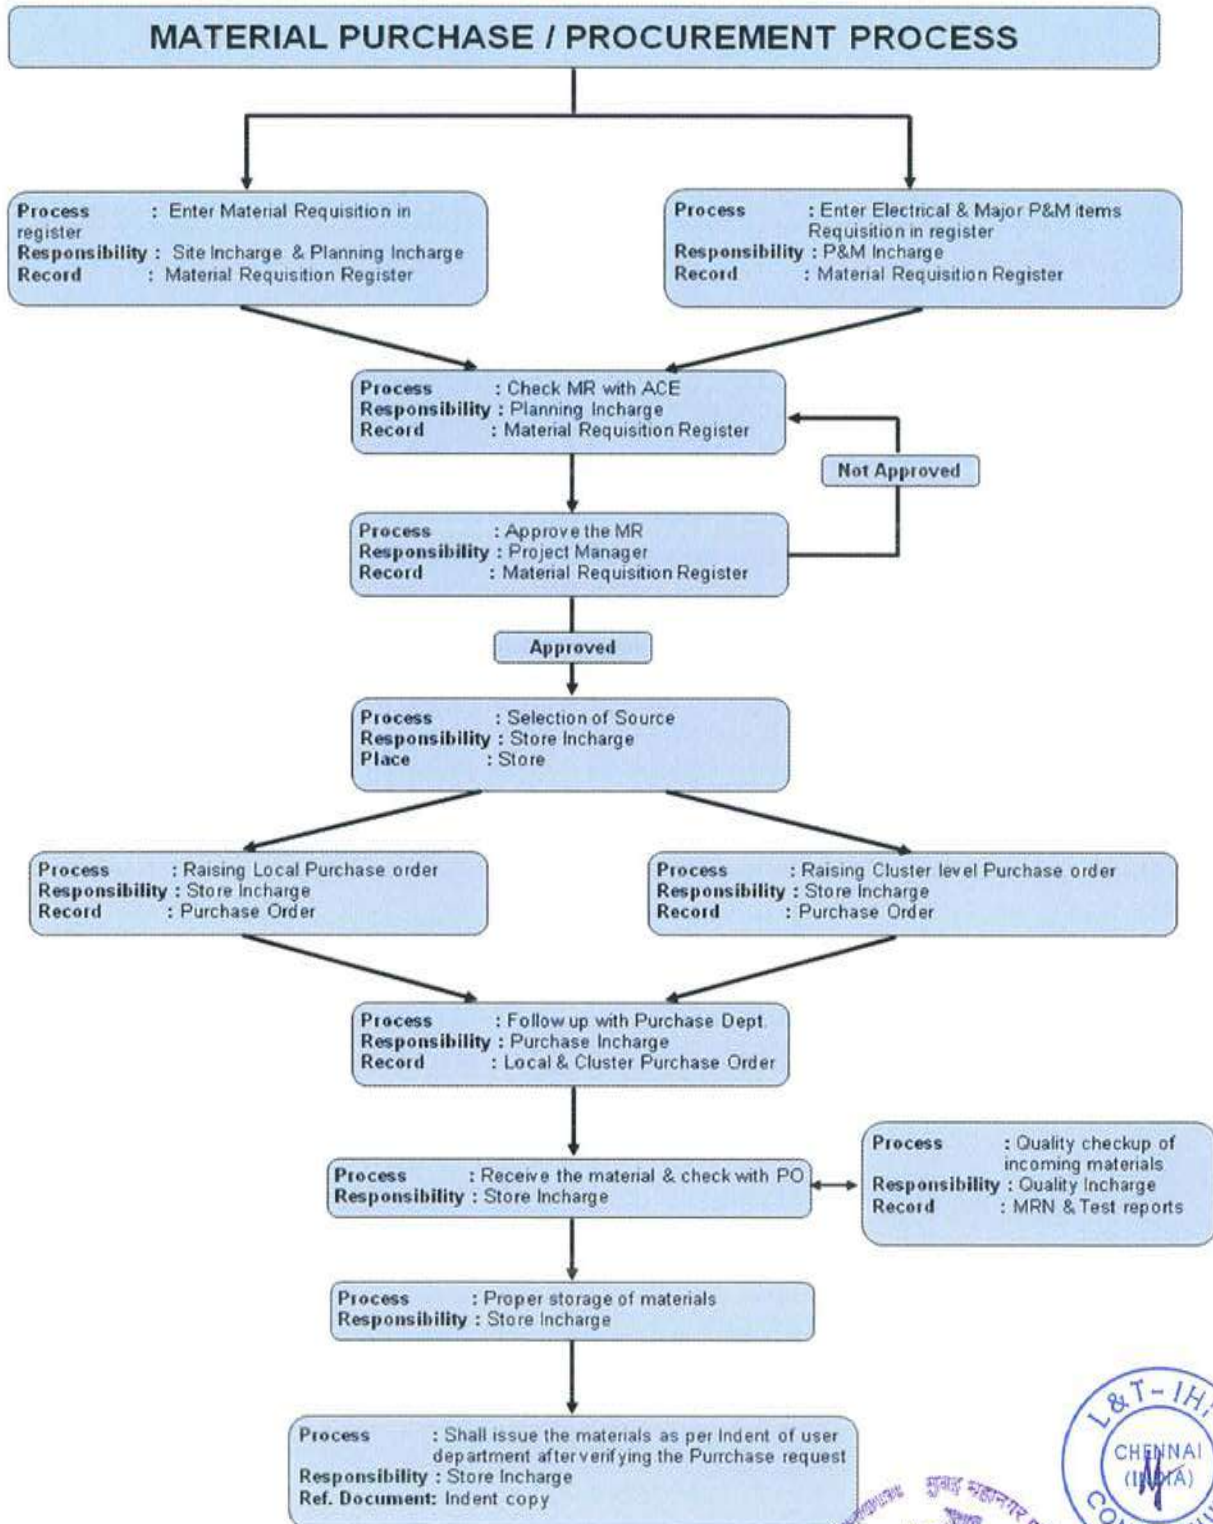 MATERIAL PURCHASE / PROCUREMENT PROCESS
Process : Enter Material Requisition in
register
Responsibility : Site Incharge & Planning Incharge
Record : Material Requisition Register
Process : Enter Electrical & Major P&M items
Requisition in register
Responsibility : P&M Incharge
Record : Material Requisition Register
Process : Check MR with ACE
Responsibility : Planning Incharge
Record : Material Requisition Register
Not Approved
Process : Approve the MR
Responsibility : Project Manager
Record : Material Requisition Register
Approved
Process : Selection of Source
Responsibility : Store Incharge
Place : Store
Process : Raising Local Purchase order
Responsibility : Store Incharge
Record : Purchase Order
Process : Raising Cluster level Purchase order
Responsibility : Store Incharge
Record : Purchase Order
Process : Follow up with Purchase Dept.
Responsibility : Purchase Incharge
Record : Local & Cluster Purchase Order
Process : Receive the material & check with PO
Responsibility : Store Incharge
Process : Quality checkup of
incoming materials
Responsibility : Quality Incharge
Record : MRN & Test reports
Process : Proper storage of materials
Responsibility : Store Incharge
Process : Shall issue the materials as per Indent of user
department after verifying the Purrchase request
Responsibility : Store Incharge
Ref. Document: Indent copy
L&T-IHI
CHENNAI
(INDIA)
मुंबई महानगर